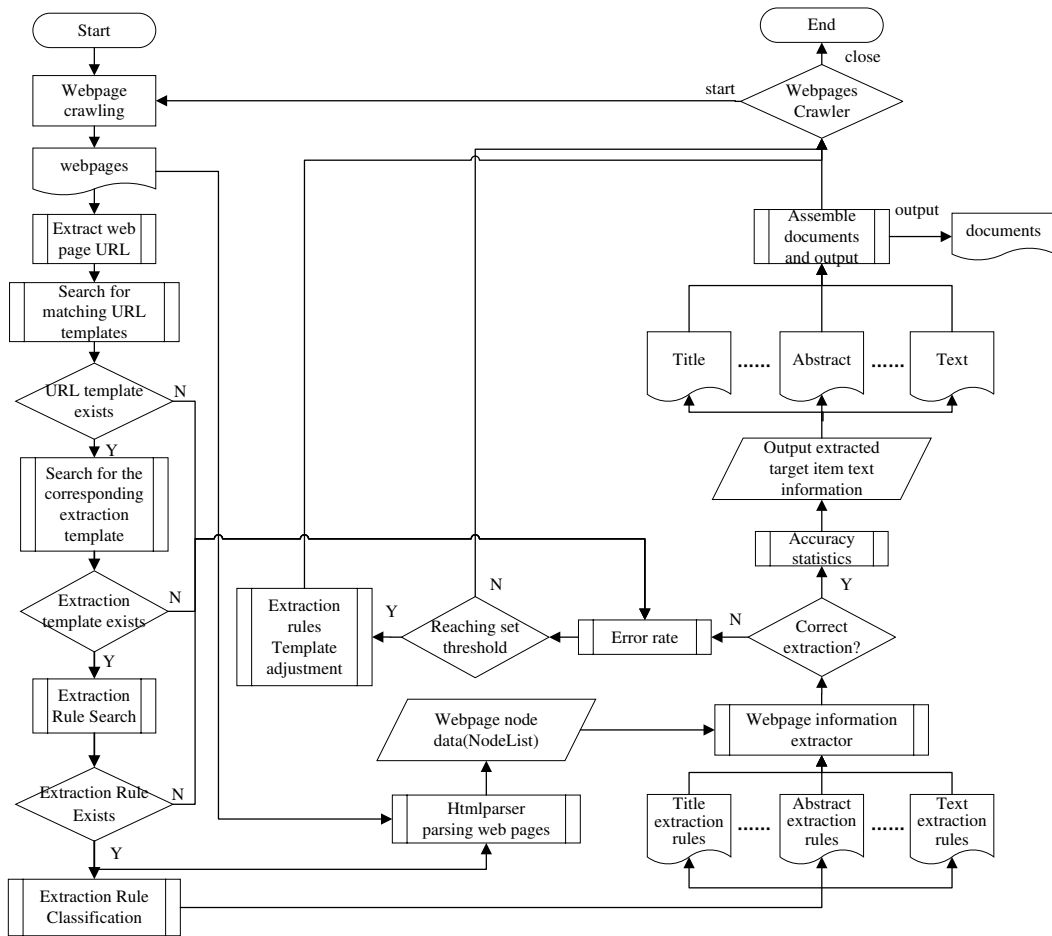 Start
End
close
Webpage
crawling
start
Webpages
Crawler
webpages
Extract web
page URL
Assemble
documents
and output
output
documents
Search for
matching URL
templates
URL template
exists
N
Y
Title
......
Abstract
......
Text
Search for the
corresponding
extraction
template
Output extracted
target item text
information
Accuracy
statistics
Y
Extraction
template exists
N
Y
Extraction
rules
Template
adjustment
Y
N
Reaching set
threshold
Error rate
N
Correct
extraction?
Extraction
Rule Search
Webpage node
data(NodeList)
Webpage information
extractor
Extraction Rule
Exists
N
Y
Htmlparser
parsing web pages
Title
extraction
rules
......
Abstract
extraction
rules
......
Text
extraction
rules
Extraction Rule
Classification